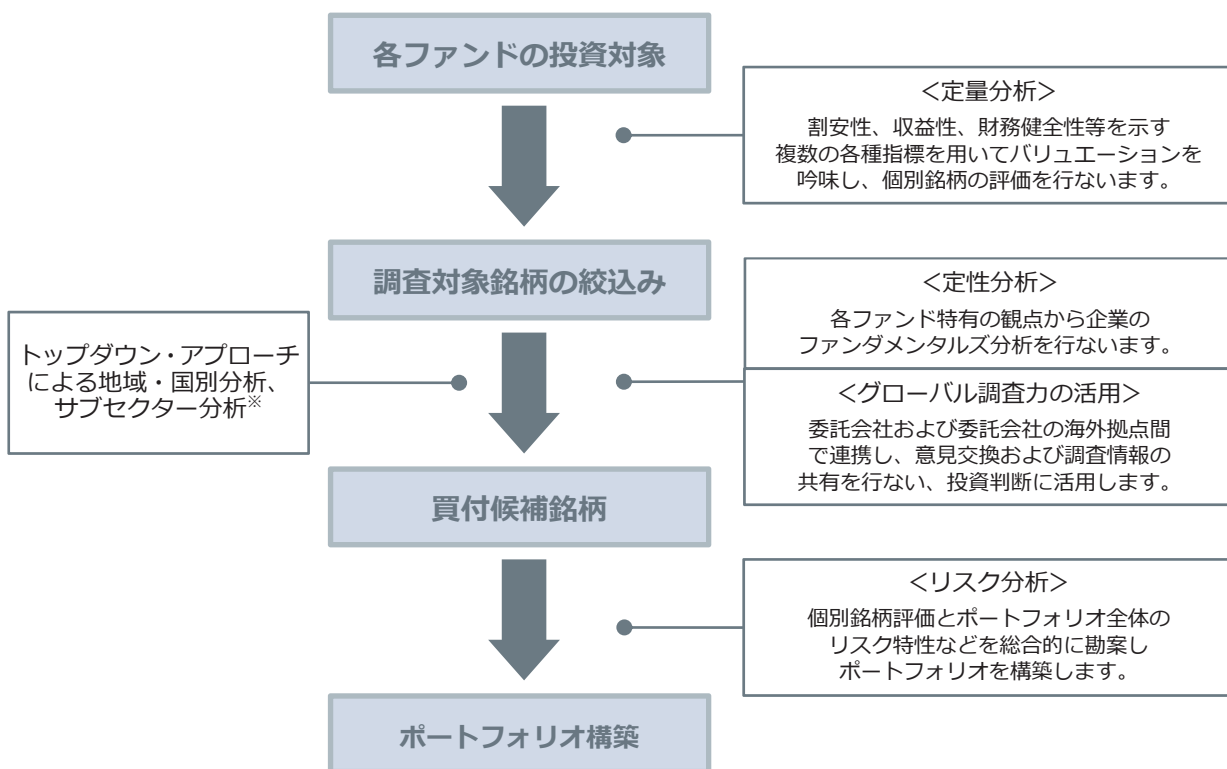 各ファンドの投資対象
＜定量分析＞
割安性、収益性、財務健全性等を示す
複数の各種指標を用いてバリュエーションを
吟味し、個別銘柄の評価を行ないます。
調査対象銘柄の絞込み
＜定性分析＞
各ファンド特有の観点から企業の
ファンダメンタルズ分析を行ないます。
トップダウン・アプローチ
による地域・国別分析、
サブセクター分析※
＜グローバル調査力の活用＞
委託会社および委託会社の海外拠点間
で連携し、意見交換および調査情報の
共有を行ない、投資判断に活用します。
買付候補銘柄
＜リスク分析＞
個別銘柄評価とポートフォリオ全体の
リスク特性などを総合的に勘案し
ポートフォリオを構築します。
ポートフォリオ構築